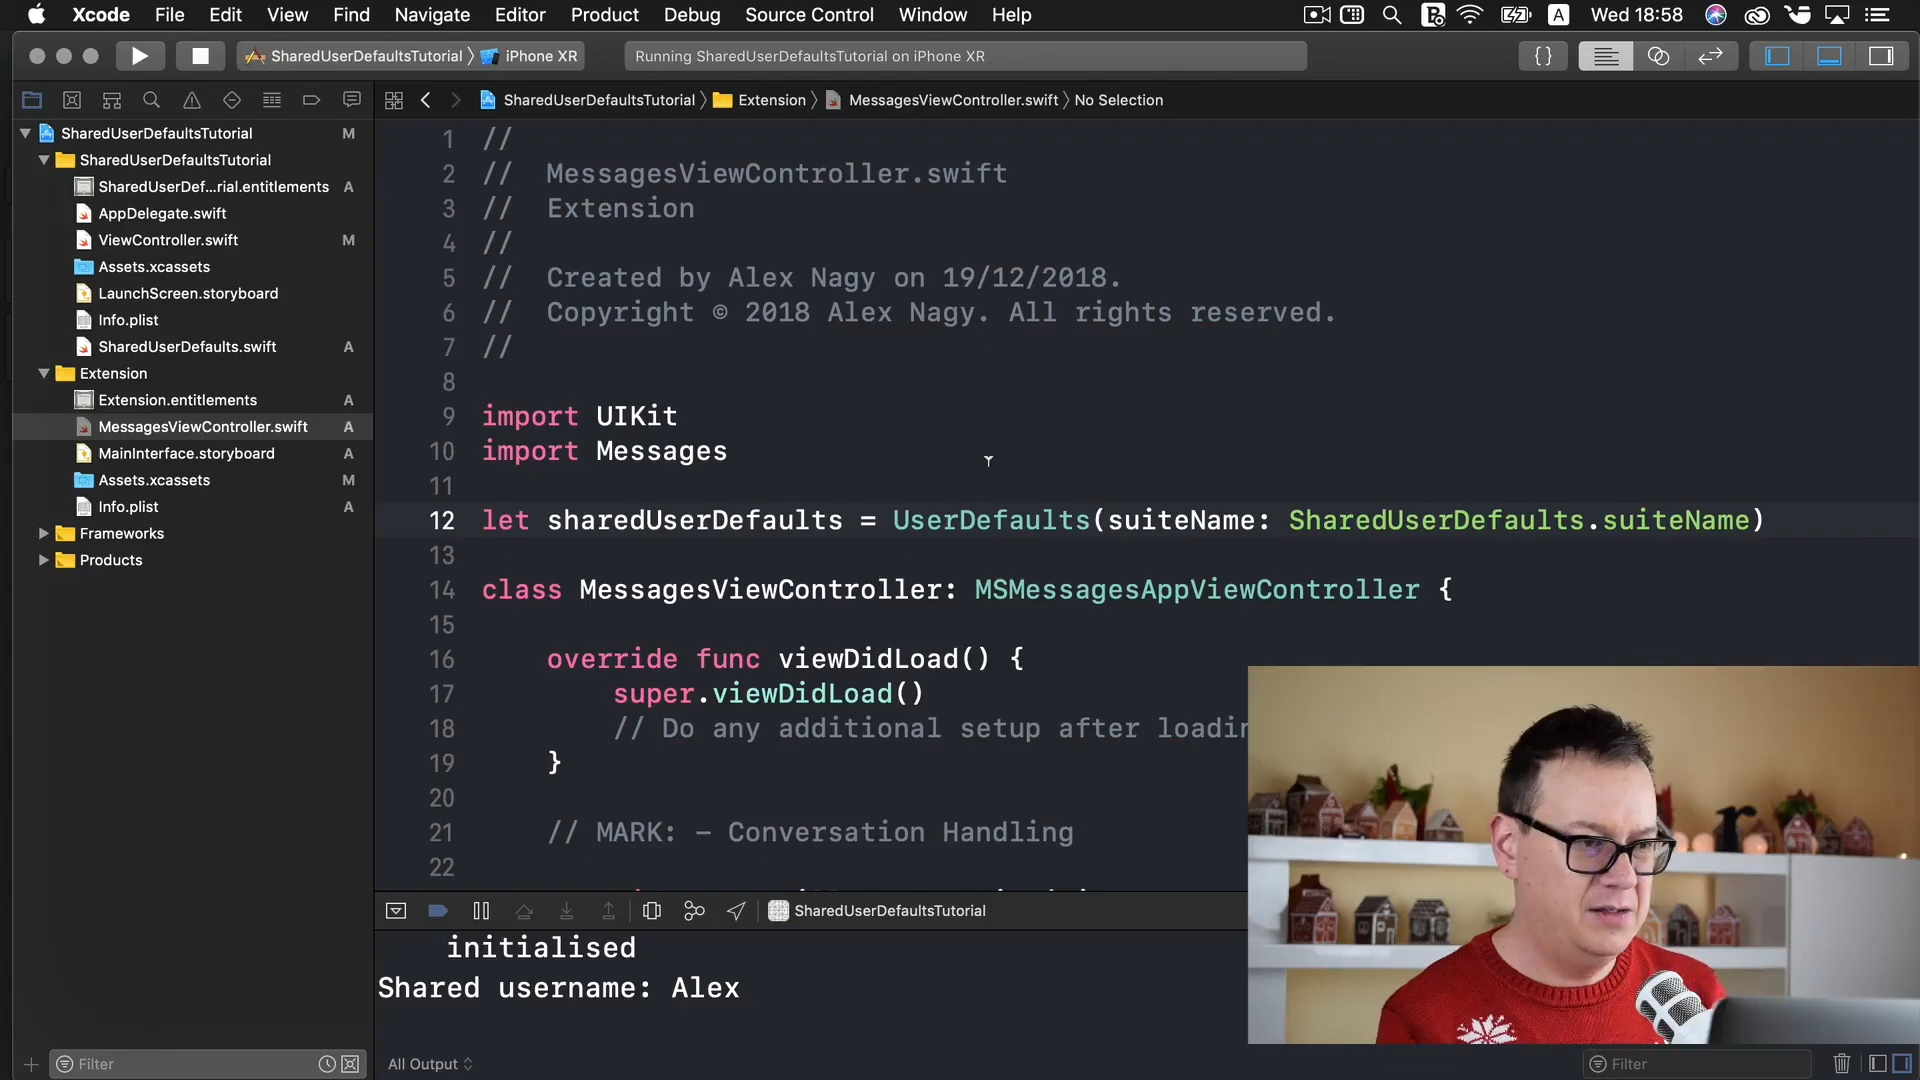 Xcode File Edit View Find Navigate Editor Product Debug Source Control Window Help A Wed 18:58
SharedUserDefaultsTutorial iPhone XR Running SharedUserDefaultsTutorial on iPhone XR {}
SharedUserDefaultsTutorial Extension MessagesViewController.swift No Selection
SharedUserDefaultsTutorial M
SharedUserDefaultsTutorial
SharedUserDef...rial.entitlements A
AppDelegate.swift
ViewController.swift M
Assets.xcassets
LaunchScreen.storyboard
Info.plist
SharedUserDefaults.swift A
Extension
Extension.entitlements A
MessagesViewController.swift A
MainInterface.storyboard A
Assets.xcassets M
Info.plist A
Frameworks
Products
Filter
1 //
2 // MessagesViewController.swift
3 // Extension
4 //
5 // Created by Alex Nagy on 19/12/2018.
6 // Copyright © 2018 Alex Nagy. All rights reserved.
7 //
8
9 import UIKit
10 import Messages
11
12 let sharedUserDefaults = UserDefaults(suiteName: SharedUserDefaults.suiteName)
13
14 class MessagesViewController: MSMessagesAppViewController {
15
16 override func viewDidLoad() {
17 super.viewDidLoad()
18 // Do any additional setup after loadin
19 }
20
21 // MARK: - Conversation Handling
22
SharedUserDefaultsTutorial
initialised
Shared username: Alex
All Output
Filter